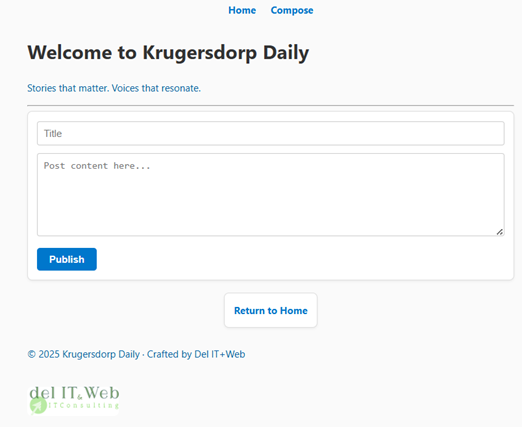 Home Compose
Welcome to Krugersdorp Daily
Stories that matter. Voices that resonate.
Title
Post content here...
Publish
Return to Home
© 2025 Krugersdorp Daily · Crafted by Del IT+Web
del IT&Web
ITConsulting